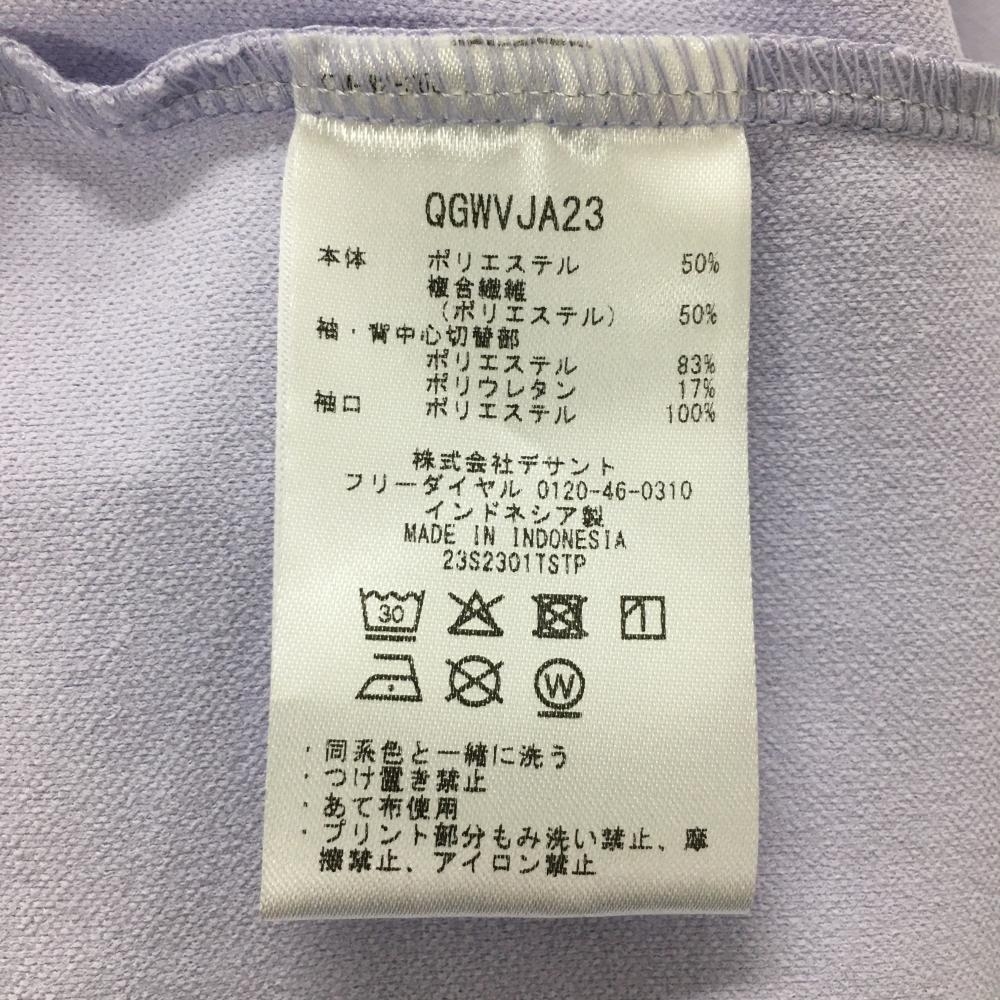 QGWVJA23
本体 ポリエステル 50%
複合繊維
(ポリエステル) 50%
袖・背中心切替部
ポリエステル 83%
ポリウレタン 17%
袖口 ポリエステル 100%
株式会社デサント
フリーダイヤル 0120-46-0310
インドネシア製
MADE IN INDONESIA
23S2301TSTP
30
1
W
・同系色と一緒に洗う
・つけ置き禁止
・あて布使用
・プリント部分もみ洗い禁止、摩
擦禁止、アイロン禁止